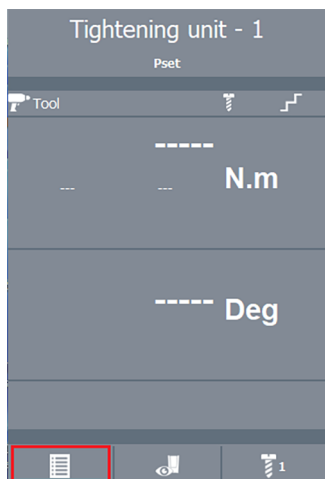 Tightening unit - 1
Pset
Tool
-----
--- --- N.m
----- Deg
1